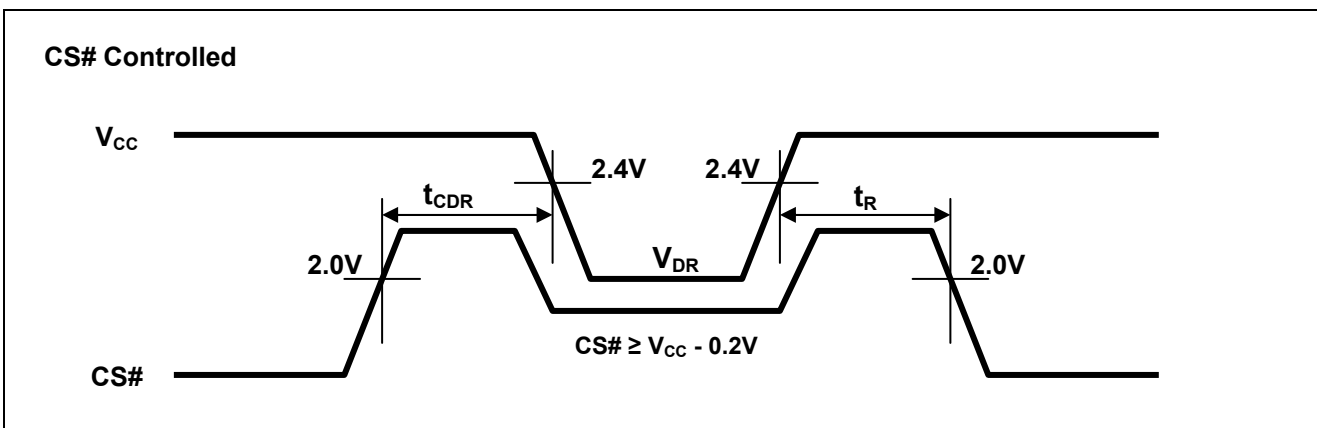 CS# Controlled
VCC
2.4V 2.4V
tCDR tR
2.0V VDR 2.0V
CS# ≥ VCC - 0.2V
CS#